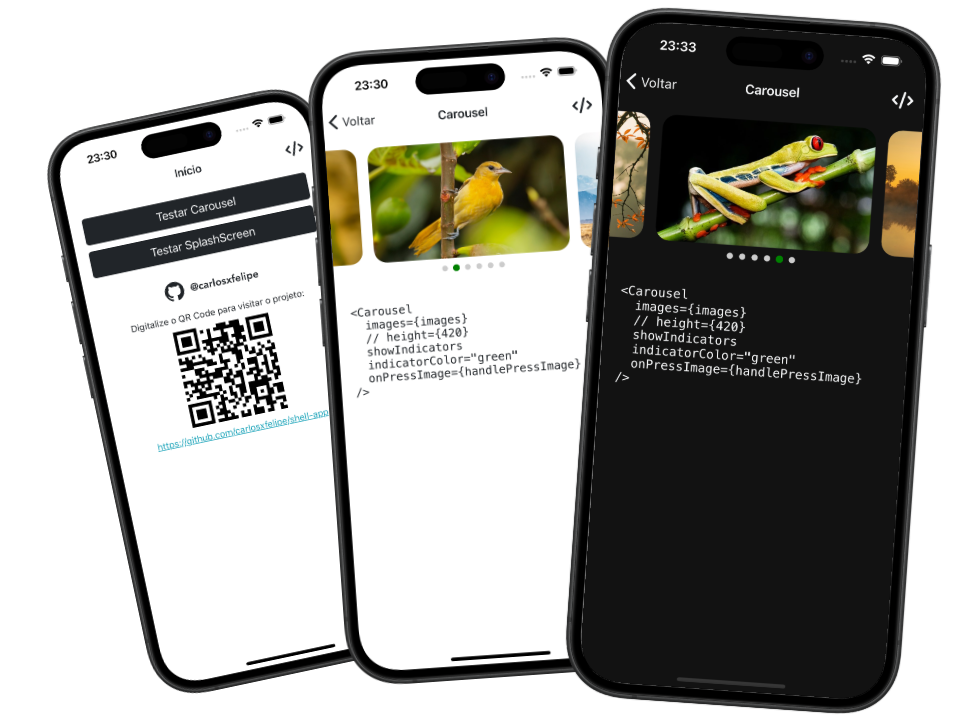 23:30
Início
Testar Carousel
Testar SplashScreen
@carlosxfelipe
Digitalize o QR Code para visitar o projeto:
https://github.com/carlosxfelipe/shell-app
23:30
Voltar
Carousel
</>
<Carousel
images={images}
// height={420}
showIndicators
indicatorColor="green"
onPressImage={handlePressImage}
/>
23:33
Voltar
Carousel
</>
<Carousel
images={images}
// height={420}
showIndicators
indicatorColor="green"
onPressImage={handlePressImage}
/>